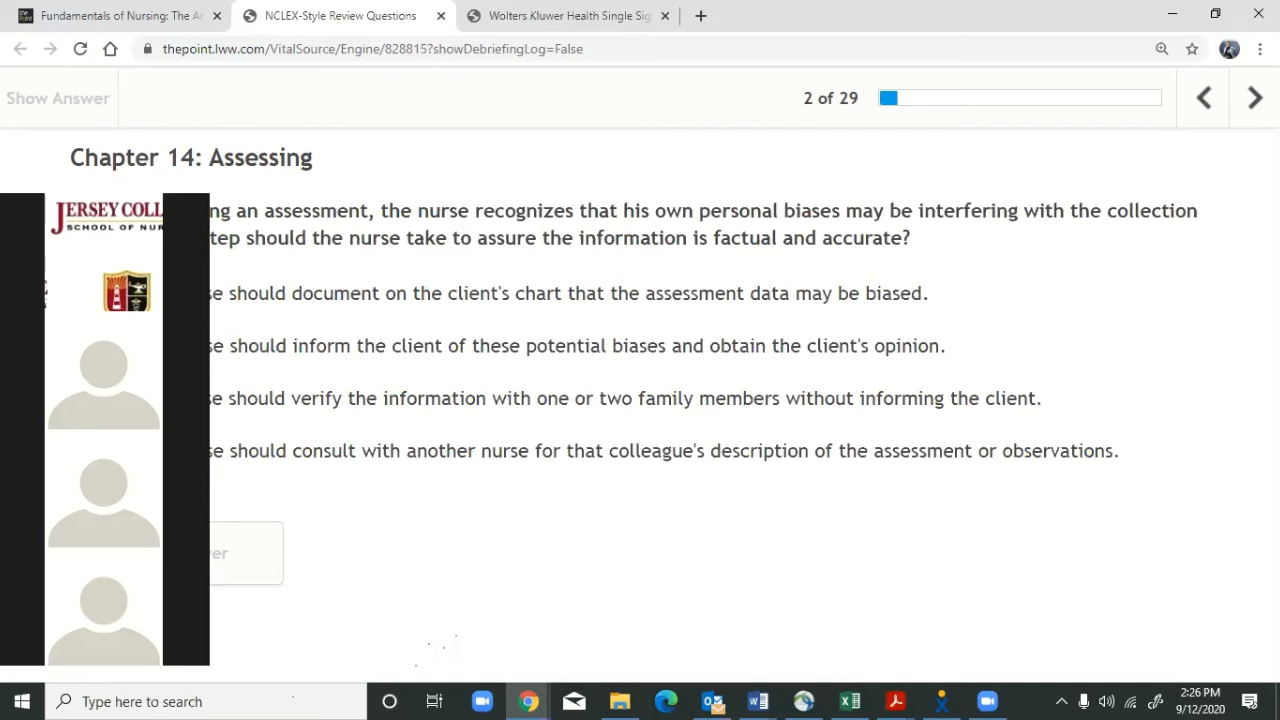 Fundamentals of Nursing: The A
NCLEX-Style Review Questions
Wolters Kluwer Health Single Sig
thepoint.lww.com/VitalSource/Engine/828815?showDebriefingLog=False
Show Answer
2 of 29
Chapter 14: Assessing
JERSEY COLL
SCHOOL OF NUR
ng an assessment, the nurse recognizes that his own personal biases may be interfering with the collection
tep should the nurse take to assure the information is factual and accurate?
se should document on the client's chart that the assessment data may be biased.
se should inform the client of these potential biases and obtain the client's opinion.
se should verify the information with one or two family members without informing the client.
se should consult with another nurse for that colleague's description of the assessment or observations.
er
Type here to search
2:26 PM
9/12/2020